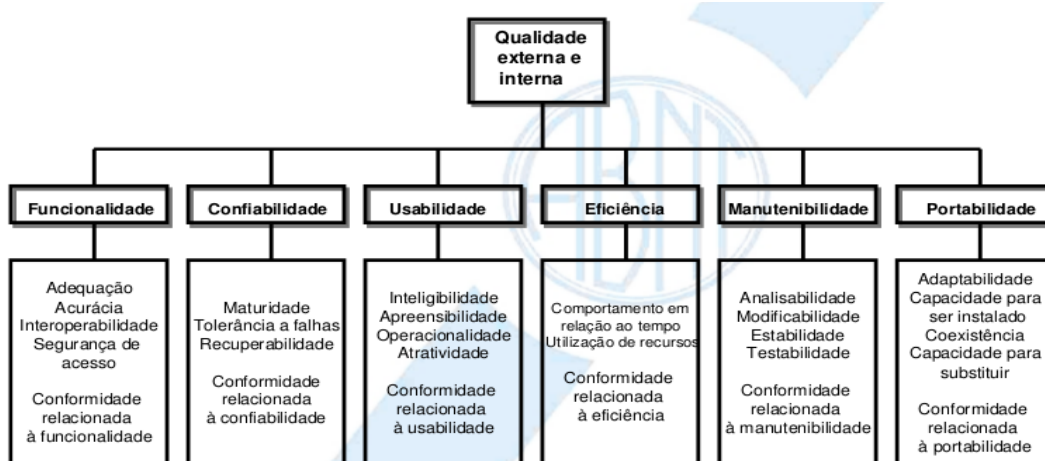 Qualidade
externa e
interna
ABNT
Funcionalidade
Confiabilidade
Usabilidade
Eficiência
Manutenibilidade
Portabilidade
Adequação
Acurácia
Interoperabilidade
Segurança de
acesso
Conformidade
relacionada
à funcionalidade
Maturidade
Tolerância a falhas
Recuperabilidade
Conformidade
relacionada
à confiabilidade
Inteligibilidade
Apreensibilidade
Operacionalidade
Atratividade
Conformidade
relacionada
à usabilidade
Comportamento em
relação ao tempo
Utilização de recursos
Conformidade
relacionada
à eficiência
Analisabilidade
Modificabilidade
Estabilidade
Testabilidade
Conformidade
relacionada
à manutenibilidade
Adaptabilidade
Capacidade para
ser instalado
Coexistência
Capacidade para
substituir
Conformidade
relacionada
à portabilidade